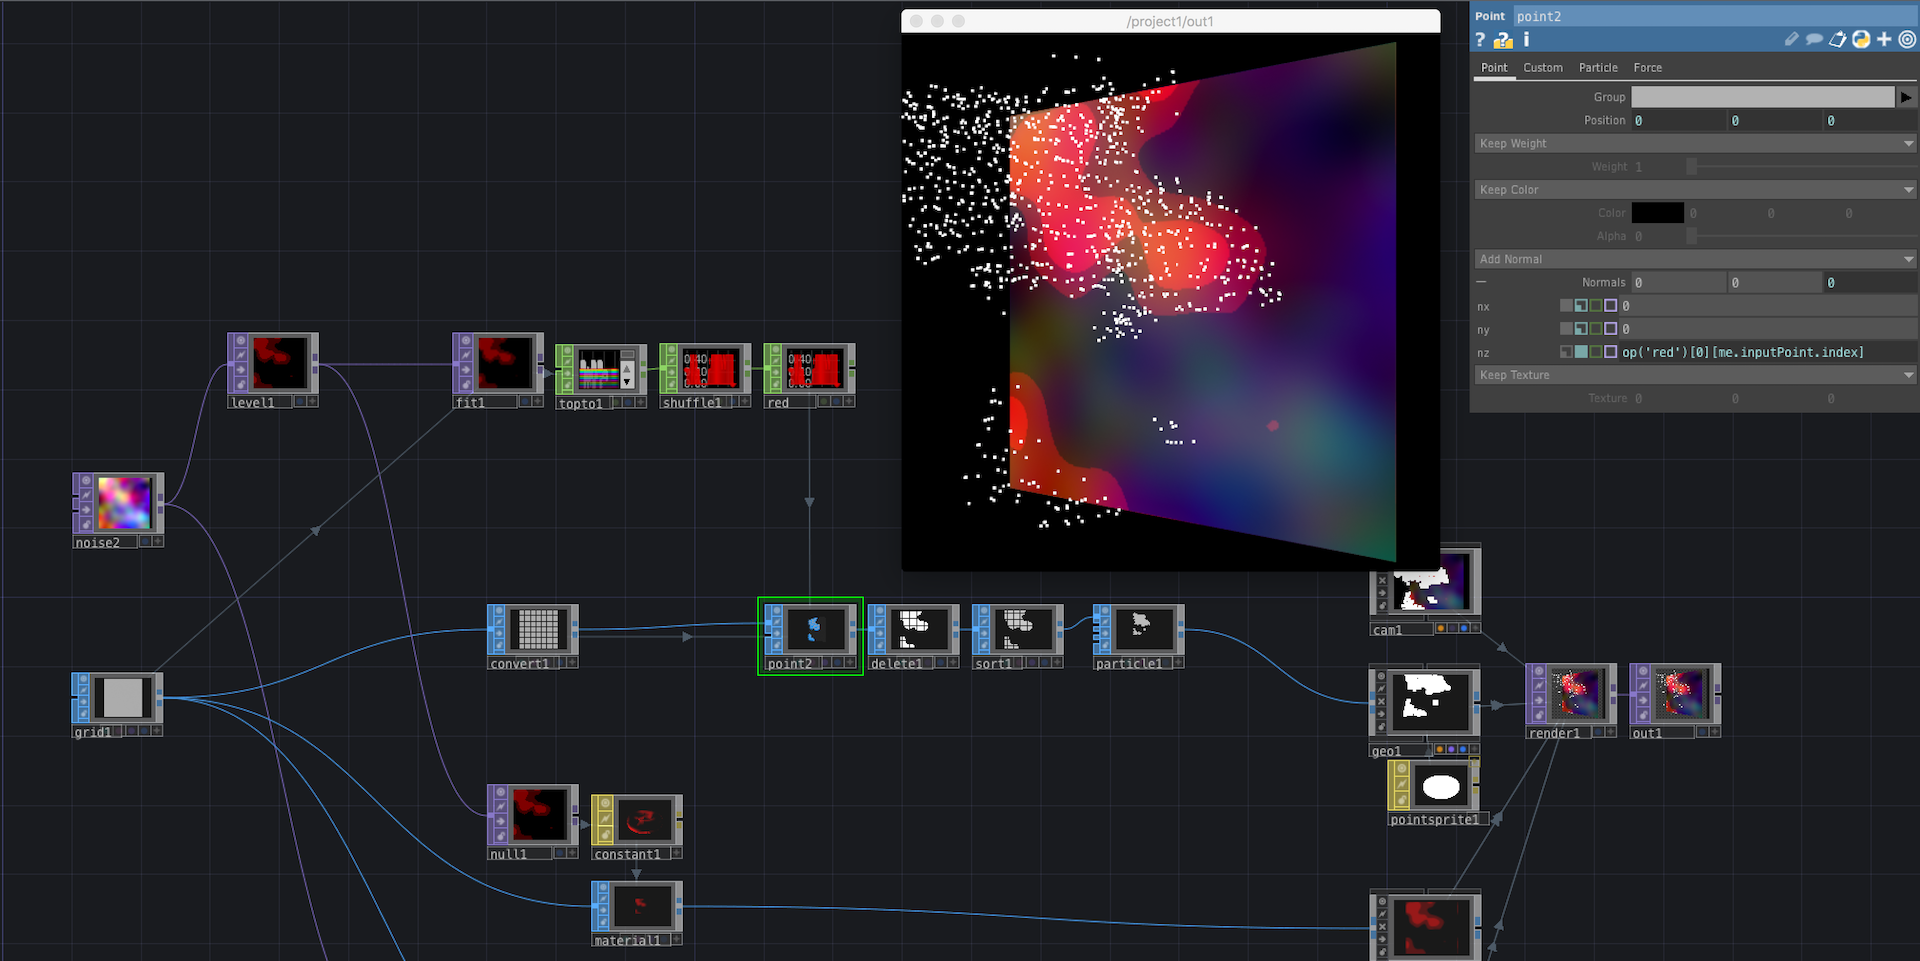 /project1/out1
Point point2
? ? i
Point Custom Particle Force
Group
Position 0 0 0
Keep Weight
Weight 1
Keep Color
Color 0 0 0
Alpha 0
Add Normal
Normals 0 0 0
nx 0
ny 0
nz op('red')[0][me.inputPoint.index]
Keep Texture
Texture 0 0 0
level1
fit1
topto1
shuffle1
red
noise2
convert1
point2
delete1
sort1
particle1
cam1
grid1
geo1
render1
out1
pointsprite1
null1
constant1
material1